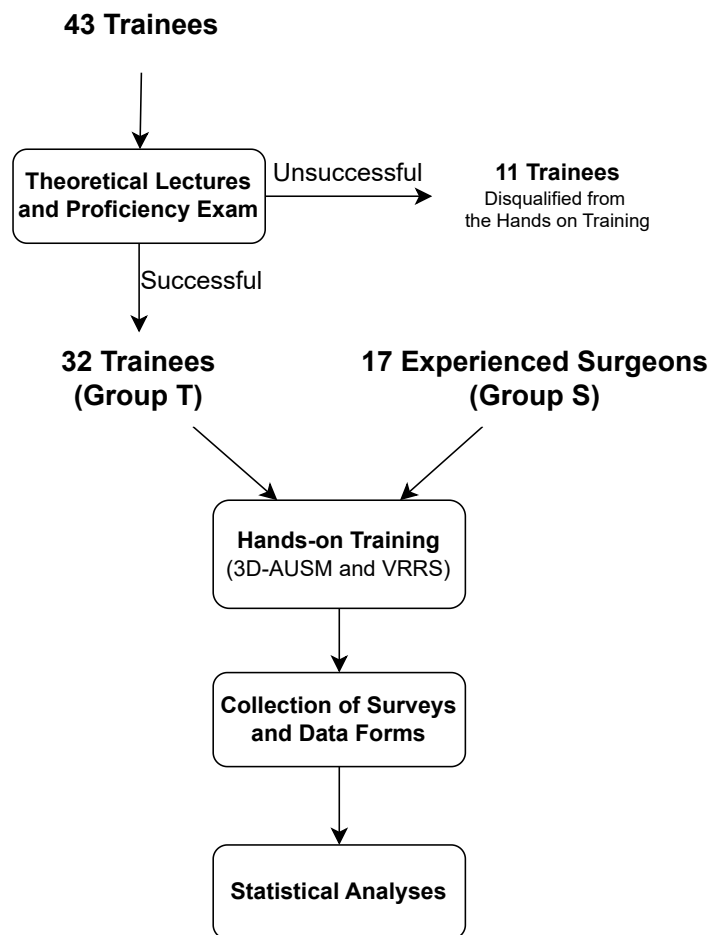 43 Trainees
Theoretical Lectures
and Proficiency Exam
Unsuccessful
11 Trainees
Disqualified from
the Hands on Training
Successful
32 Trainees
(Group T)
17 Experienced Surgeons
(Group S)
Hands-on Training
(3D-AUSM and VRRS)
Collection of Surveys
and Data Forms
Statistical Analyses